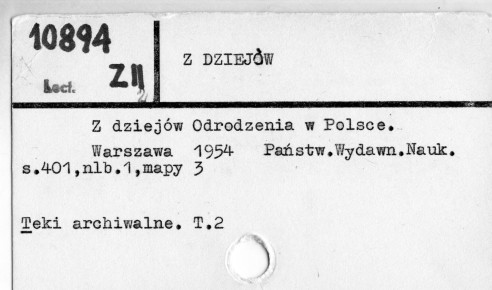 10894
Lect. Z II
Z DZIEJÓW
Z dziejów Odrodzenia w Polsce.
Warszawa 1954 Państw.Wydawn.Nauk.
s.401,nlb.1,mapy 3
Teki archiwalne. T.2